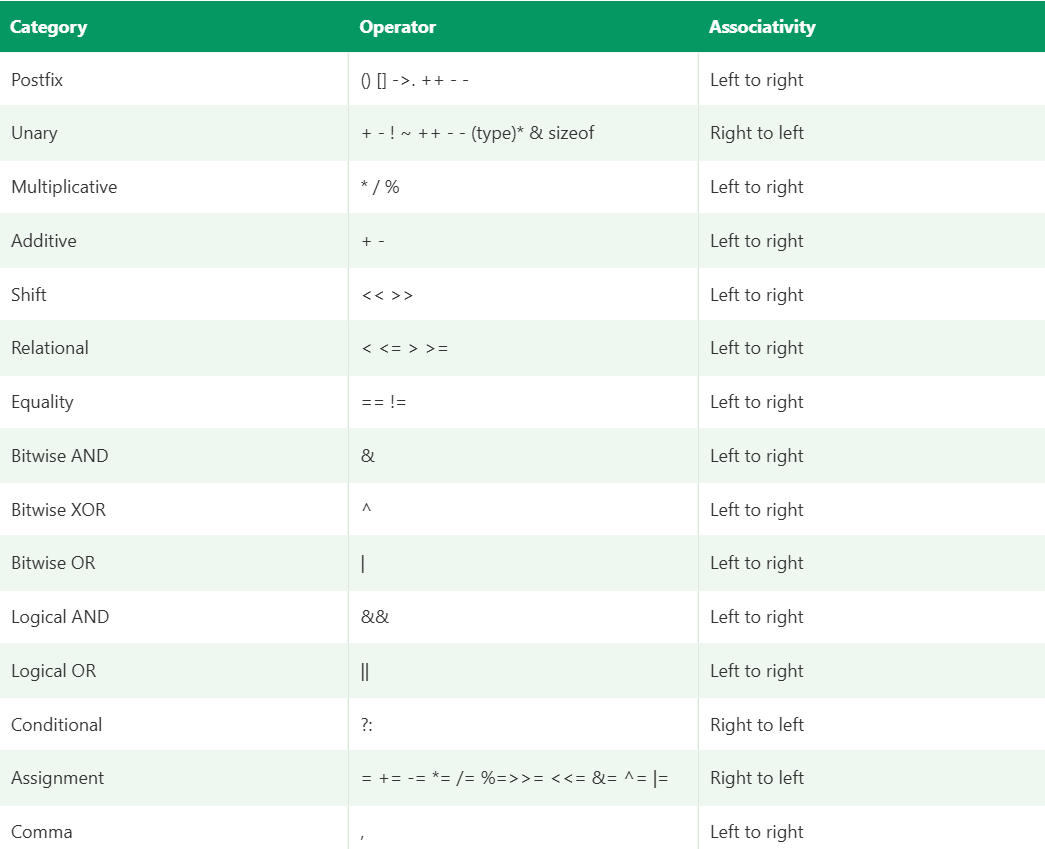 Category Operator Associativity
Postfix () [] ->. ++ - - Left to right
Unary + - ! ~ ++ - - (type)* & sizeof Right to left
Multiplicative * / % Left to right
Additive + - Left to right
Shift << >> Left to right
Relational < <= > >= Left to right
Equality == != Left to right
Bitwise AND & Left to right
Bitwise XOR ^ Left to right
Bitwise OR | Left to right
Logical AND && Left to right
Logical OR || Left to right
Conditional ?: Right to left
Assignment = += -= *= /= %=>>= <<= &= ^= |= Right to left
Comma , Left to right